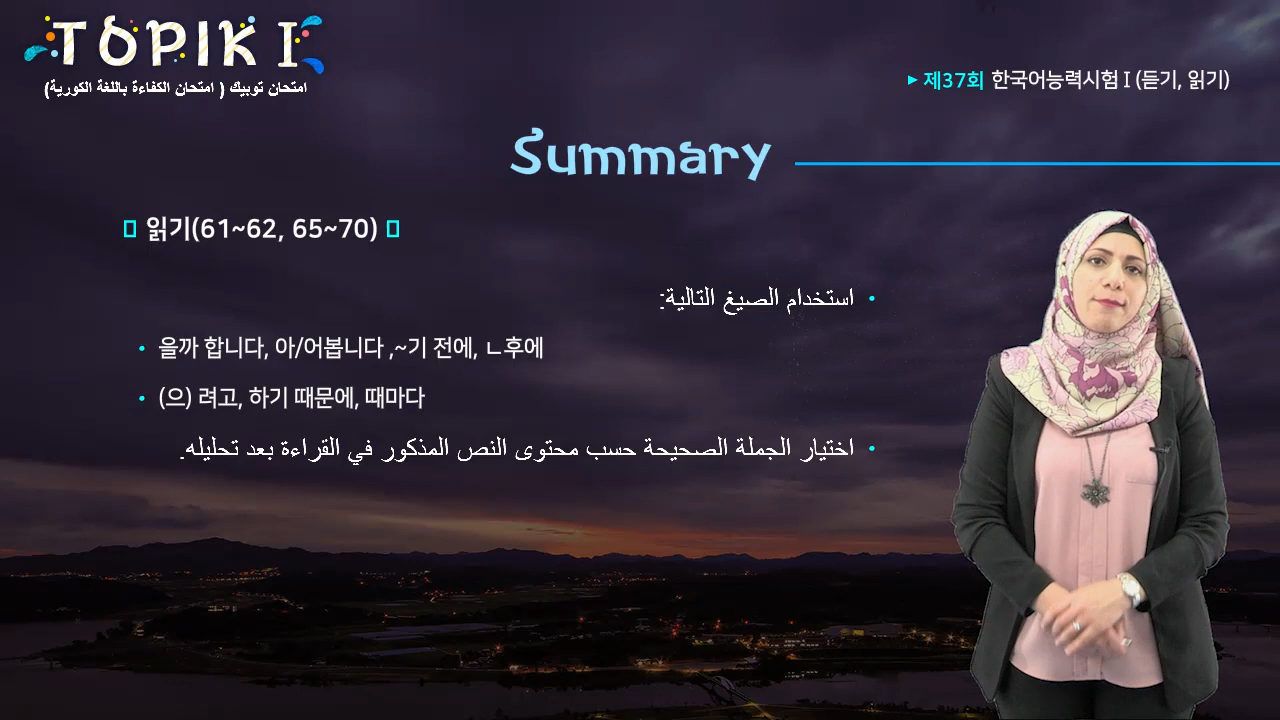 TOPIK I
امتحان توبيك ( امتحان الكفاءة باللغة الكورية)
▶ 제37회 한국어능력시험 I (듣기, 읽기)
Summary
읽기(61~62, 65~70)
• استخدام الصيغ التالية:
• 을까 합니다, 아/어봅니다 ,~기 전에, ㄴ후에
• (으) 려고, 하기 때문에, 때마다
• اختيار الجملة الصحيحة حسب محتوى النص المذكور في القراءة بعد تحليله.